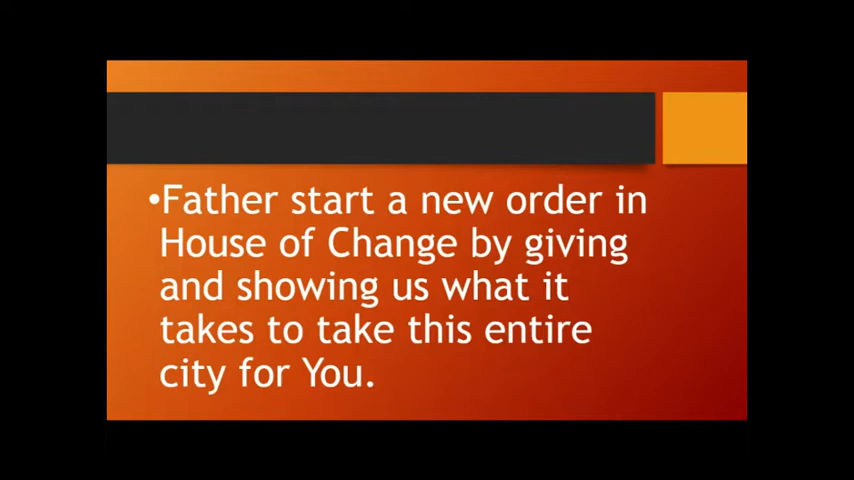 •Father start a new order in
House of Change by giving
and showing us what it
takes to take this entire
city for You.